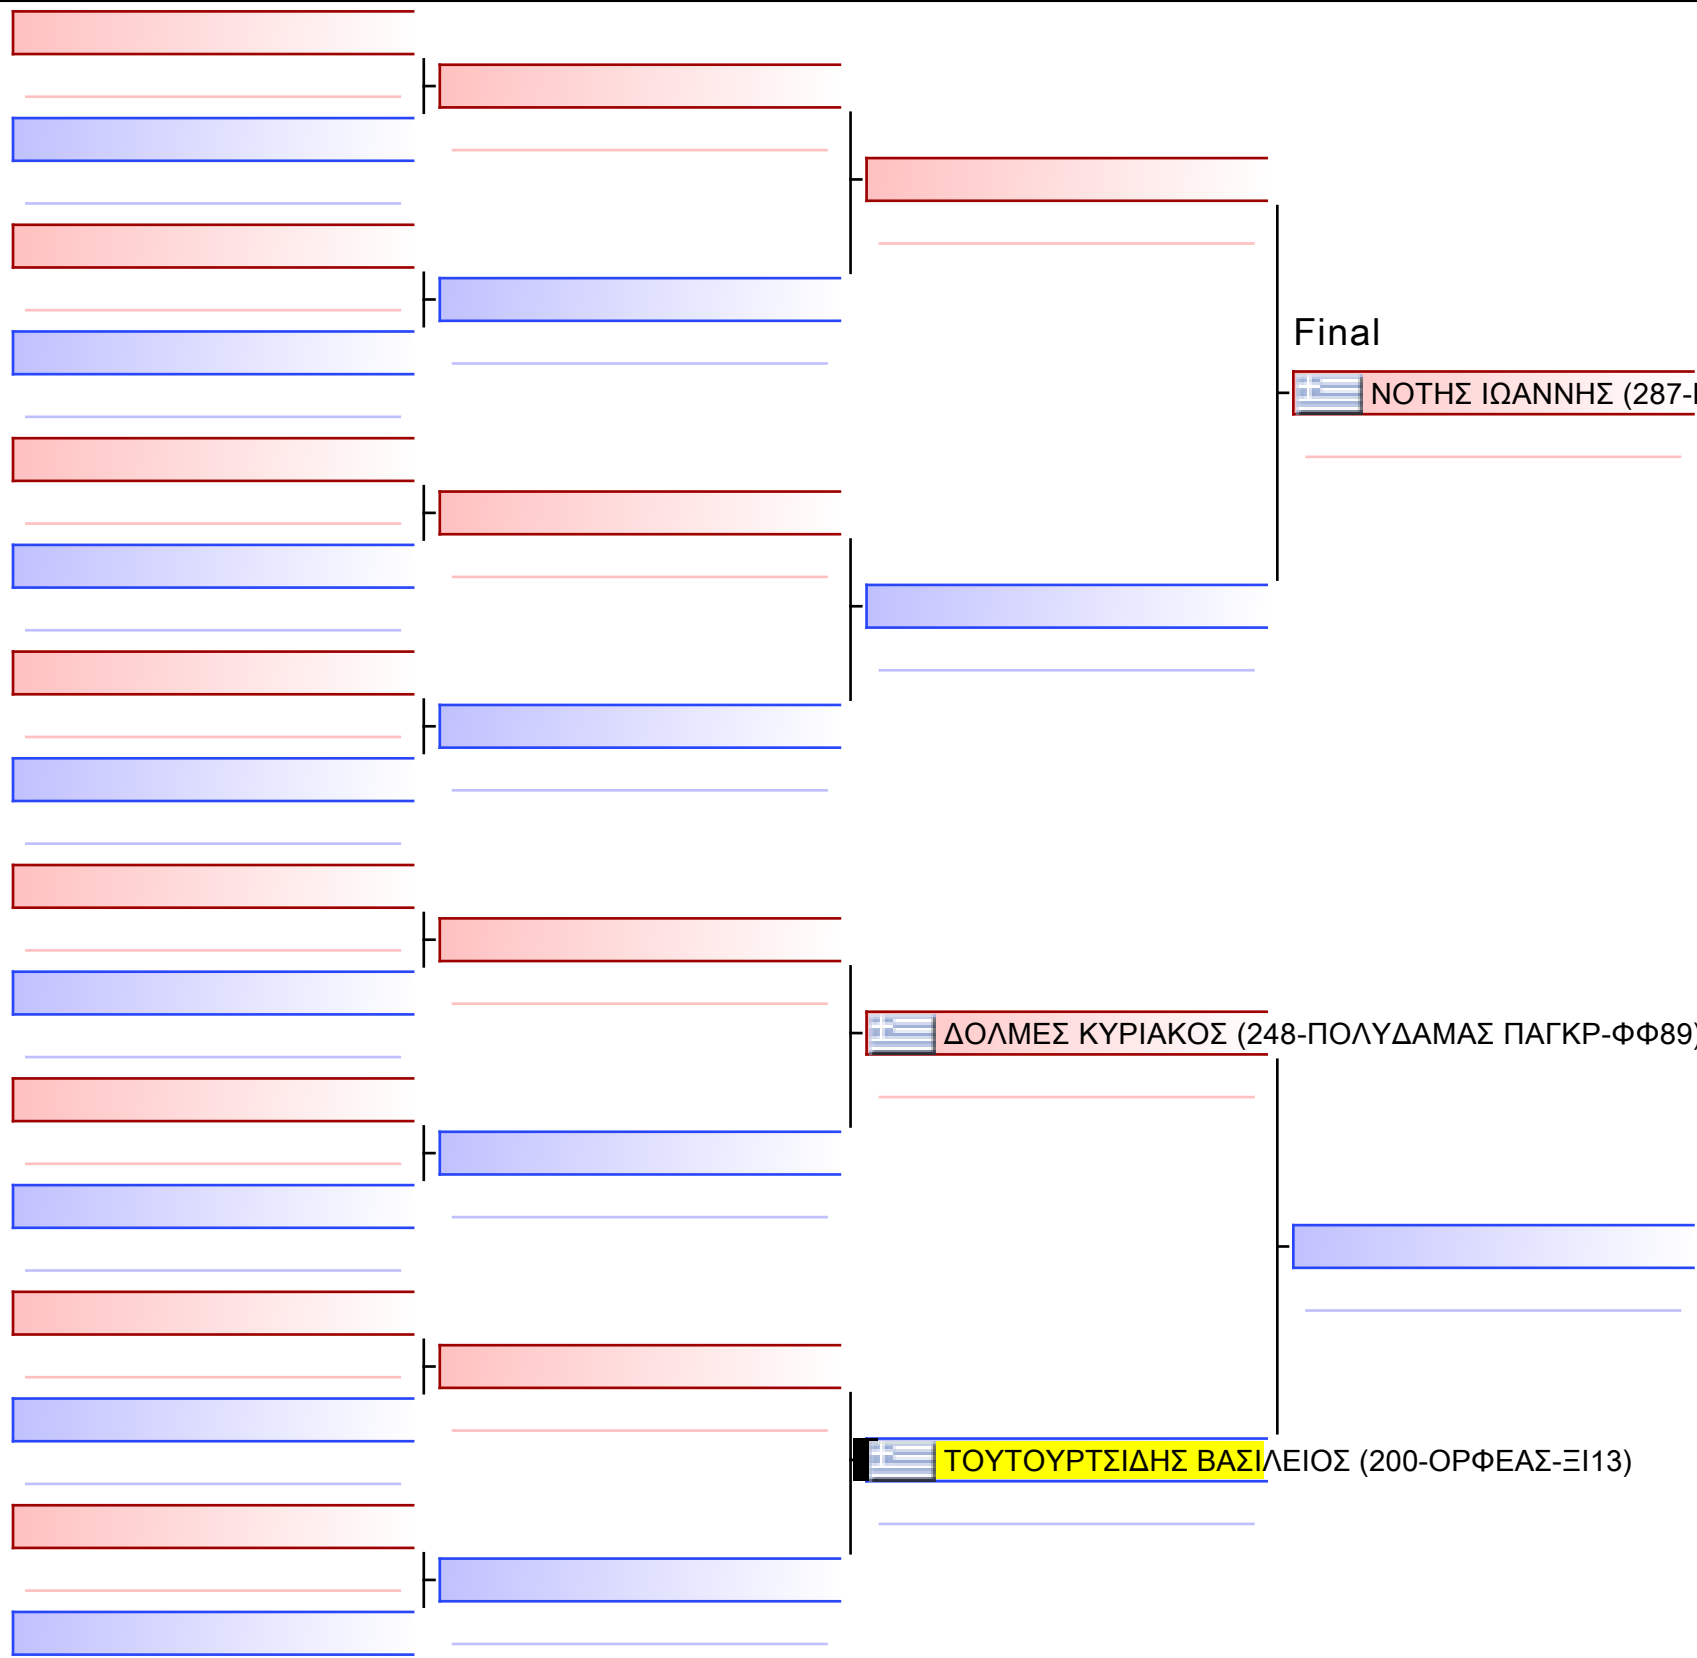 Final
ΝΟΤΗΣ ΙΩΑΝΝΗΣ (287-
ΔΟΛΜΕΣ ΚΥΡΙΑΚΟΣ (248-ΠΟΛΥΔΑΜΑΣ ΠΑΓΚΡ-ΦΦ89)
ΤΟΥΤΟΥΡΤΣΙΔΗΣ ΒΑΣΙΛΕΙΟΣ (200-ΟΡΦΕΑΣ-ΞΙ13)